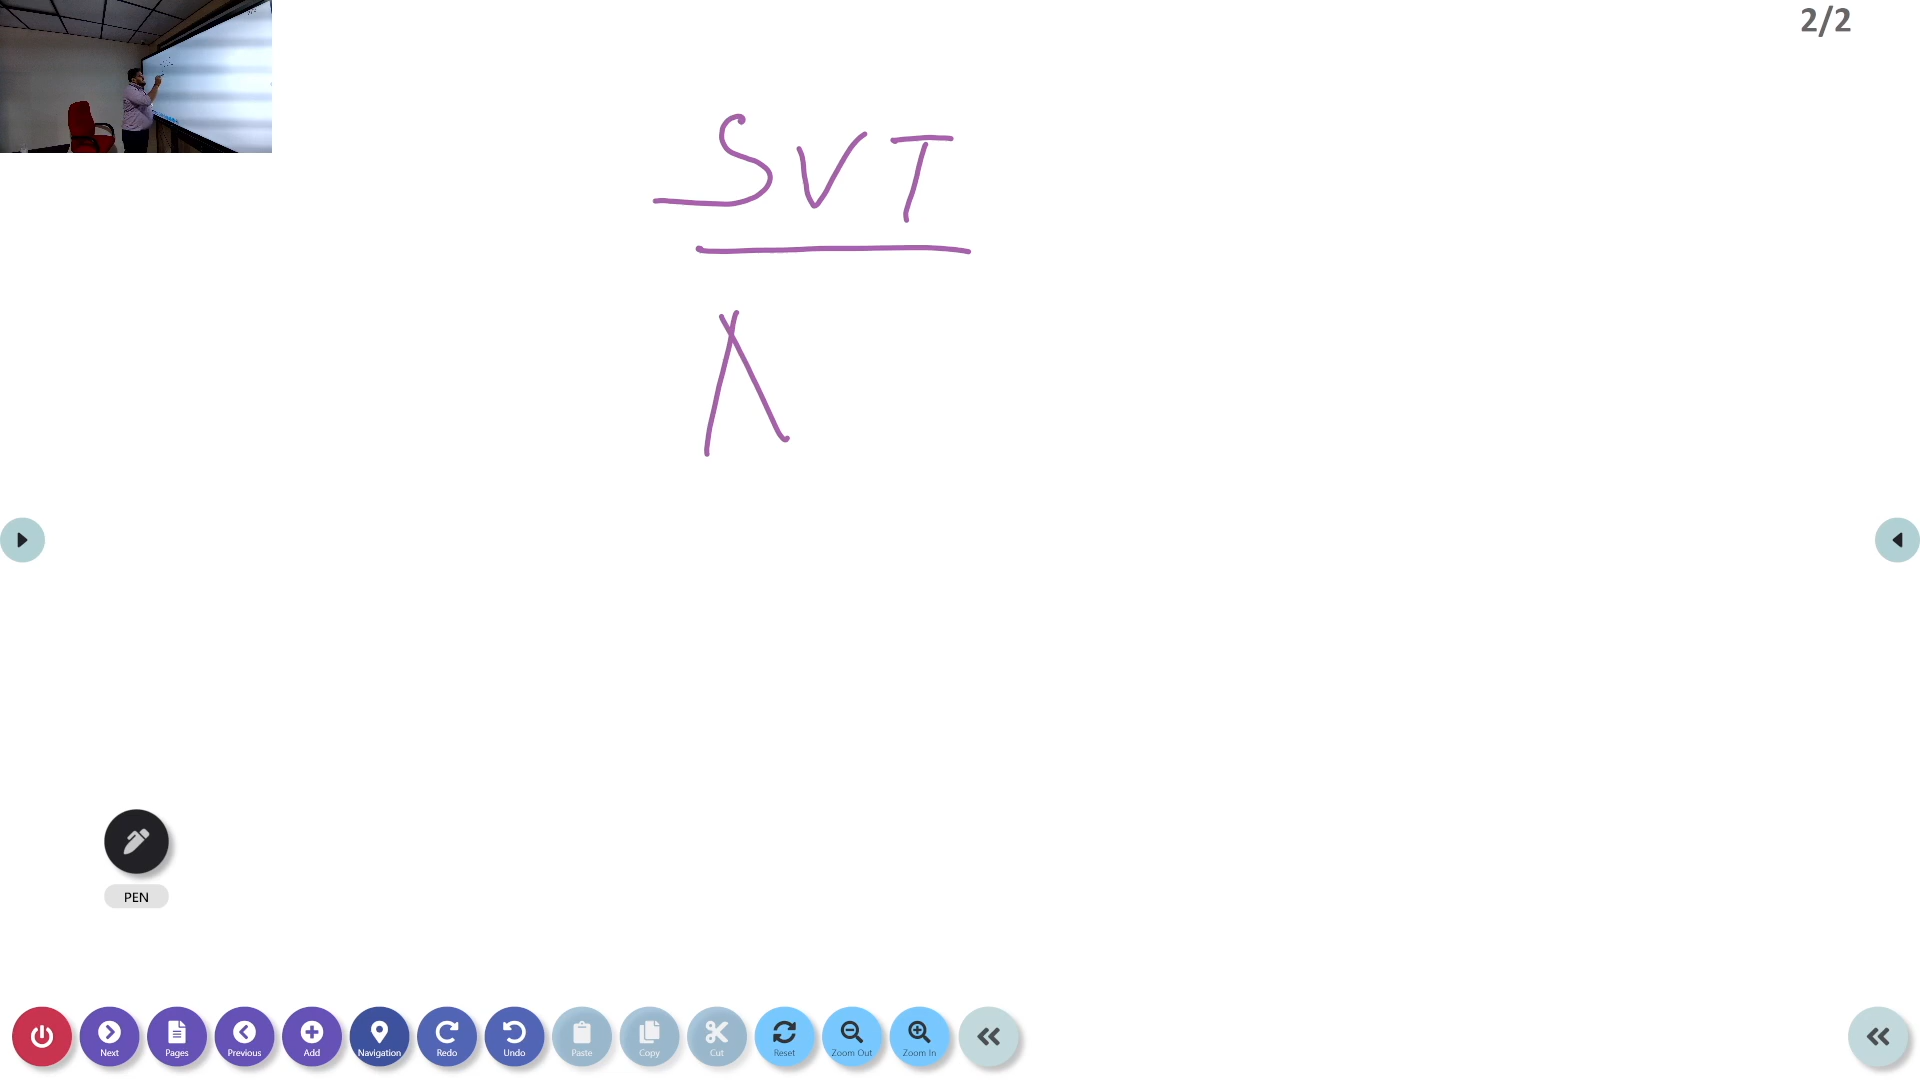 2/2
SVT
PEN
Next
Pages
Previous
Add
Navigation
Redo
Undo
Paste
Copy
Cut
Reset
Zoom Out
Zoom In